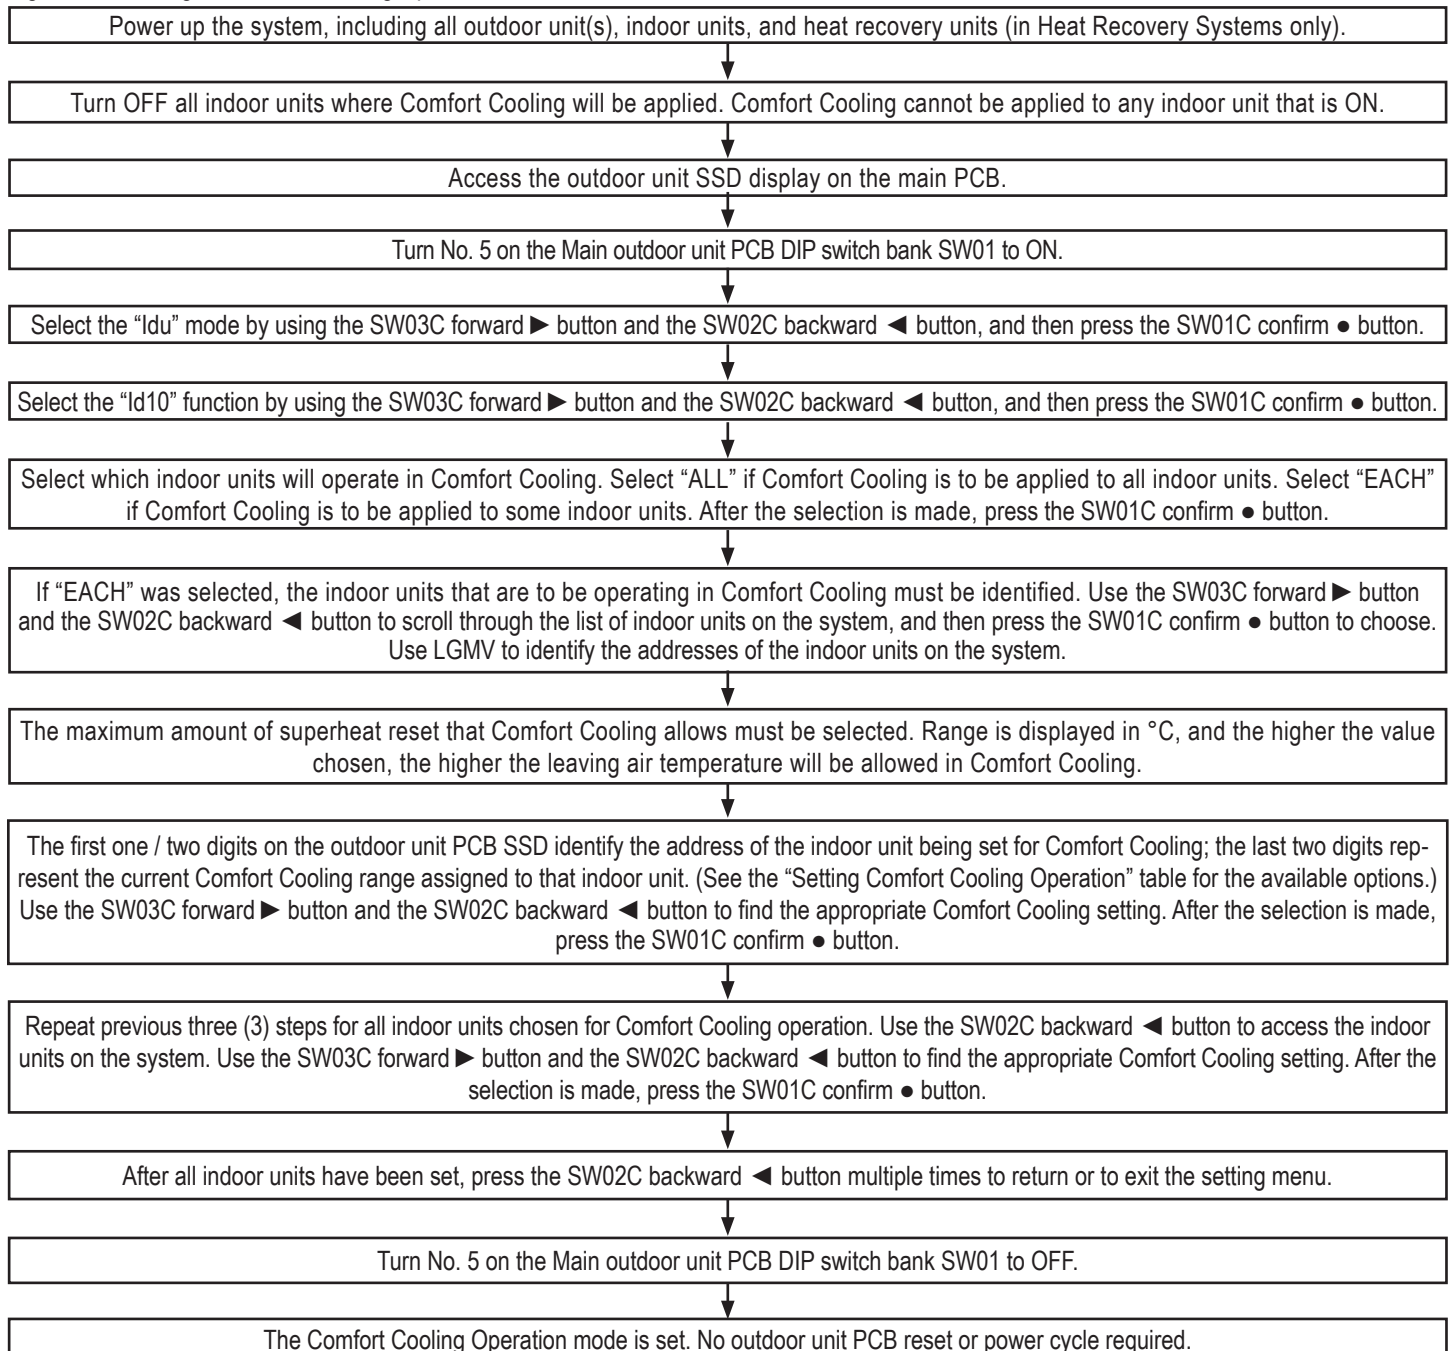 Power up the system, including all outdoor unit(s), indoor units, and heat recovery units (in Heat Recovery Systems only).
Turn OFF all indoor units where Comfort Cooling will be applied. Comfort Cooling cannot be applied to any indoor unit that is ON.
Access the outdoor unit SSD display on the main PCB.
Turn No. 5 on the Main outdoor unit PCB DIP switch bank SW01 to ON.
Select the “Idu” mode by using the SW03C forward ► button and the SW02C backward ◄ button, and then press the SW01C confirm ● button.
Select the “Id10” function by using the SW03C forward ► button and the SW02C backward ◄ button, and then press the SW01C confirm ● button.
Select which indoor units will operate in Comfort Cooling. Select “ALL” if Comfort Cooling is to be applied to all indoor units. Select “EACH”
if Comfort Cooling is to be applied to some indoor units. After the selection is made, press the SW01C confirm ● button.
If “EACH” was selected, the indoor units that are to be operating in Comfort Cooling must be identified. Use the SW03C forward ► button
and the SW02C backward ◄ button to scroll through the list of indoor units on the system, and then press the SW01C confirm ● button to choose.
Use LGMV to identify the addresses of the indoor units on the system.
The maximum amount of superheat reset that Comfort Cooling allows must be selected. Range is displayed in °C, and the higher the value
chosen, the higher the leaving air temperature will be allowed in Comfort Cooling.
The first one / two digits on the outdoor unit PCB SSD identify the address of the indoor unit being set for Comfort Cooling; the last two digits rep-
resent the current Comfort Cooling range assigned to that indoor unit. (See the “Setting Comfort Cooling Operation” table for the available options.)
Use the SW03C forward ► button and the SW02C backward ◄ button to find the appropriate Comfort Cooling setting. After the selection is made,
press the SW01C confirm ● button.
Repeat previous three (3) steps for all indoor units chosen for Comfort Cooling operation. Use the SW02C backward ◄ button to access the indoor
units on the system. Use the SW03C forward ► button and the SW02C backward ◄ button to find the appropriate Comfort Cooling setting. After the
selection is made, press the SW01C confirm ● button.
After all indoor units have been set, press the SW02C backward ◄ button multiple times to return or to exit the setting menu.
Turn No. 5 on the Main outdoor unit PCB DIP switch bank SW01 to OFF.
The Comfort Cooling Operation mode is set. No outdoor unit PCB reset or power cycle required.